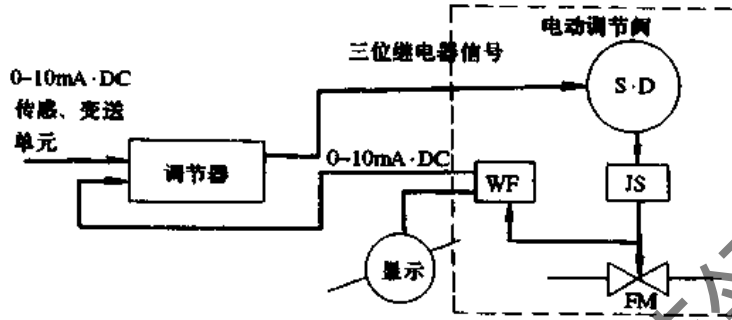 电动调节阀
三位继电器信号
0-10mA·DC
传感、变送
单元
S·D
调节器
0-10mA·DC
WF
JS
显示
FM